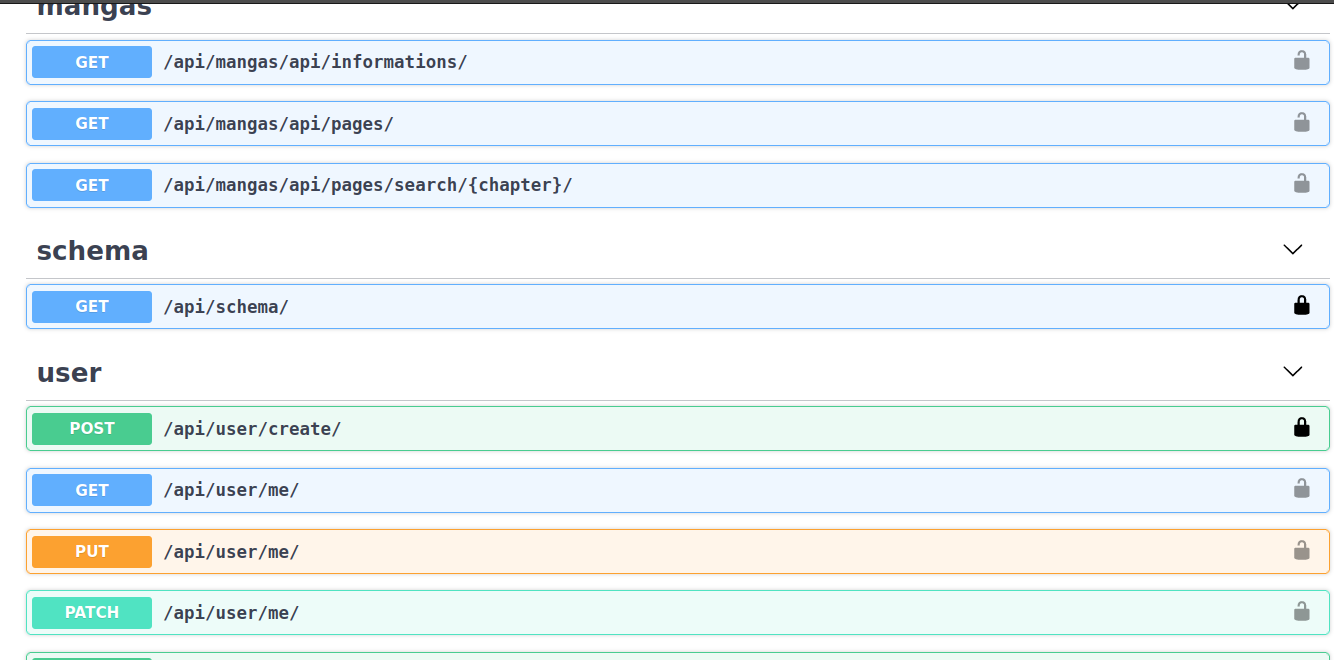 mangas
GET /api/mangas/api/informations/
GET /api/mangas/api/pages/
GET /api/mangas/api/pages/search/{chapter}/
schema
GET /api/schema/
user
POST /api/user/create/
GET /api/user/me/
PUT /api/user/me/
PATCH /api/user/me/